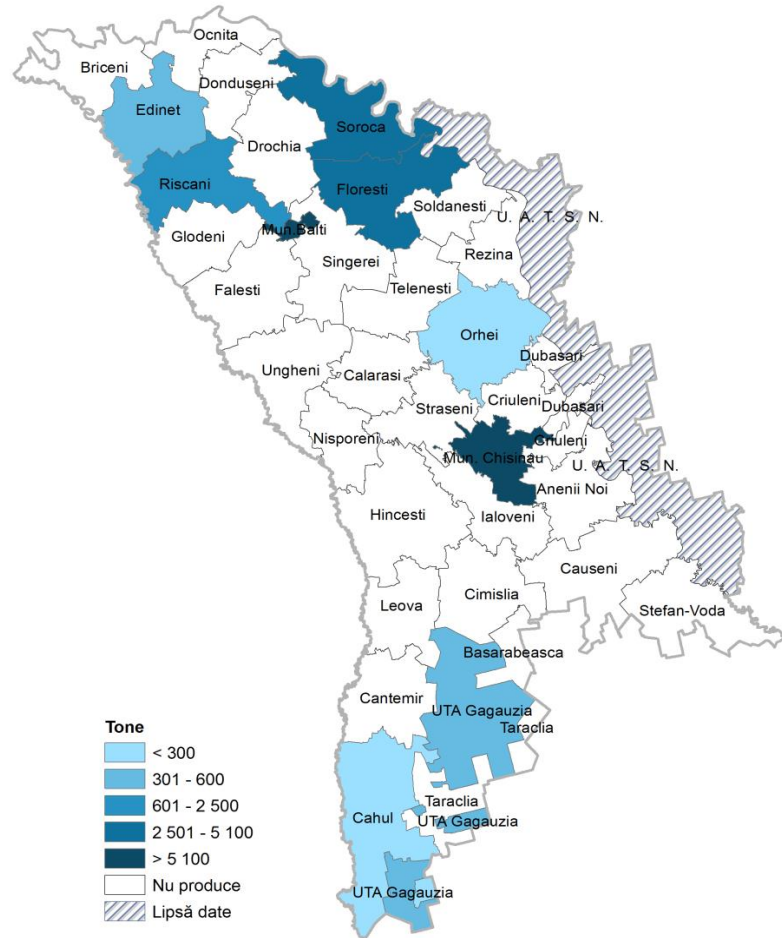 Ocnita
Briceni
Donduseni
Edinet
Soroca
Drochia
Riscani
Floresti
Soldanesti
U. A. T. S. N.
Glodeni
Mun.Balti
Singerei
Rezina
Falesti
Telenesti
Orhei
Dubasari
Ungheni
Calarasi
Criuleni
Straseni
Dubasari
Nisporeni
Criuleni
Mun. Chisinau
U. A. T. S. N.
Anenii Noi
Hincesti
Ialoveni
Causeni
Leova
Cimislia
Stefan-Voda
Basarabeasca
Cantemir
UTA Gagauzia
Taraclia
Taraclia
Cahul
UTA Gagauzia
UTA Gagauzia
Tone
< 300
301 - 600
601 - 2 500
2 501 - 5 100
> 5 100
Nu produce
Lipsă date